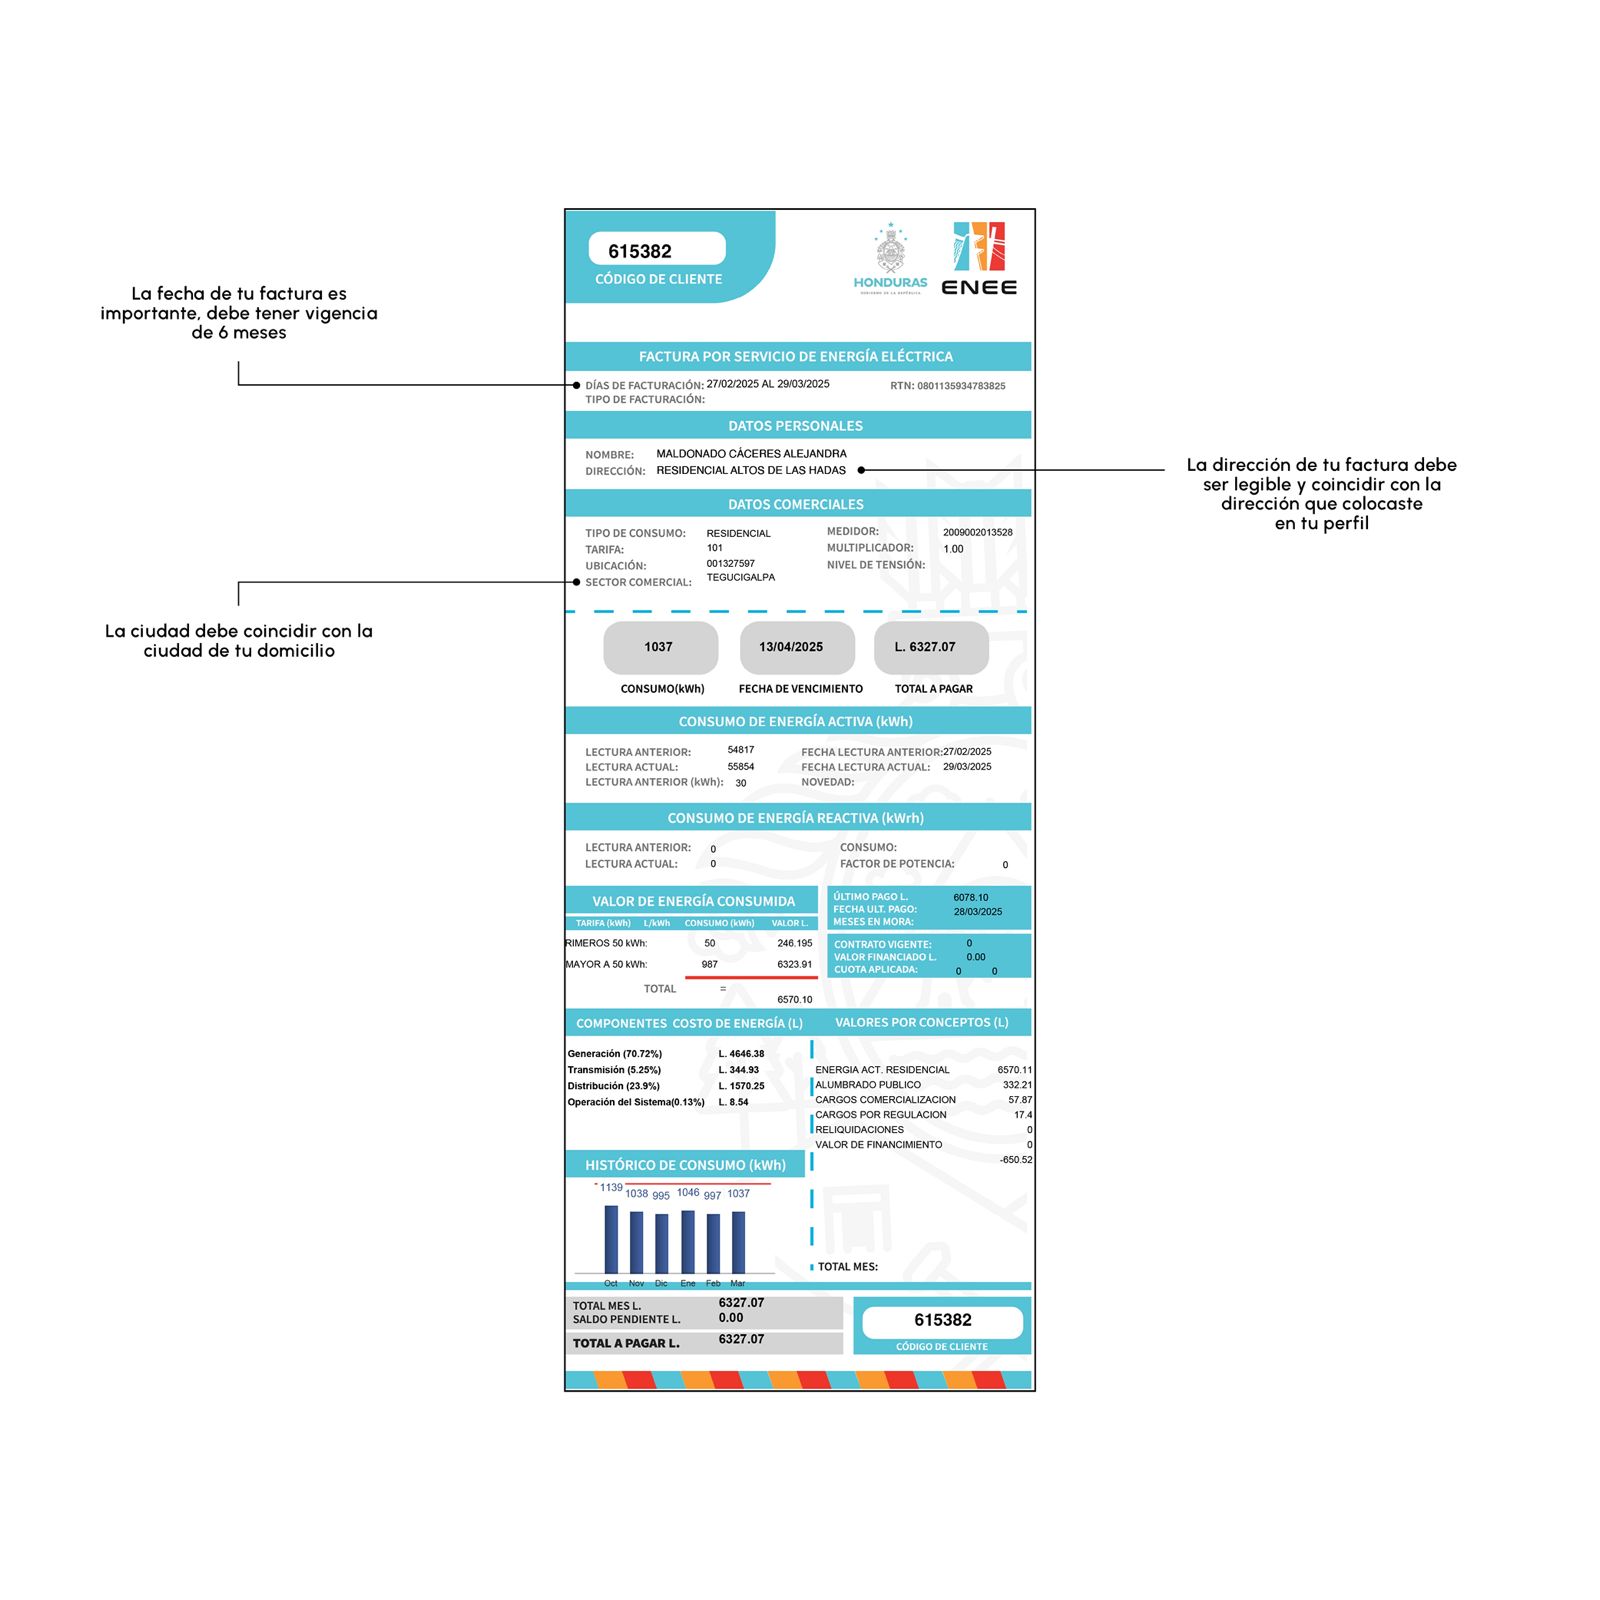 615382
CÓDIGO DE CLIENTE
HONDURAS
GOBIERNO DE LA REPÚBLICA
ENEE
La fecha de tu factura es
importante, debe tener vigencia
de 6 meses
FACTURA POR SERVICIO DE ENERGÍA ELÉCTRICA
DÍAS DE FACTURACIÓN: 27/02/2025 AL 29/03/2025 RTN: 0801135934783825
TIPO DE FACTURACIÓN:
DATOS PERSONALES
NOMBRE: MALDONADO CÁCERES ALEJANDRA
DIRECCIÓN: RESIDENCIAL ALTOS DE LAS HADAS
La dirección de tu factura debe
ser legible y coincidir con la
dirección que colocaste
en tu perfil
DATOS COMERCIALES
TIPO DE CONSUMO: RESIDENCIAL MEDIDOR: 2009002013528
TARIFA: 101 MULTIPLICADOR: 1.00
UBICACIÓN: 001327597 NIVEL DE TENSIÓN:
SECTOR COMERCIAL: TEGUCIGALPA
La ciudad debe coincidir con la
ciudad de tu domicilio
1037 13/04/2025 L. 6327.07
CONSUMO(kWh) FECHA DE VENCIMIENTO TOTAL A PAGAR
CONSUMO DE ENERGÍA ACTIVA (kWh)
LECTURA ANTERIOR: 54817 FECHA LECTURA ANTERIOR:27/02/2025
LECTURA ACTUAL: 55854 FECHA LECTURA ACTUAL: 29/03/2025
LECTURA ANTERIOR (kWh): 30 NOVEDAD:
CONSUMO DE ENERGÍA REACTIVA (kWrh)
LECTURA ANTERIOR: 0 CONSUMO:
LECTURA ACTUAL: 0 FACTOR DE POTENCIA: 0
VALOR DE ENERGÍA CONSUMIDA
TARIFA (kWh) L/kWh CONSUMO (kWh) VALOR L.
RIMEROS 50 kWh: 50 246.195
MAYOR A 50 kWh: 987 6323.91
TOTAL =
6570.10
ÚLTIMO PAGO L. 6078.10
FECHA ULT. PAGO: 28/03/2025
MESES EN MORA:
CONTRATO VIGENTE: 0
VALOR FINANCIADO L. 0.00
CUOTA APLICADA: 0 0
COMPONENTES COSTO DE ENERGÍA (L)
Generación (70.72%) L. 4646.38
Transmisión (5.25%) L. 344.93
Distribución (23.9%) L. 1570.25
Operación del Sistema(0.13%) L. 8.54
VALORES POR CONCEPTOS (L)
ENERGIA ACT. RESIDENCIAL 6570.11
ALUMBRADO PUBLICO 332.21
CARGOS COMERCIALIZACION 57.87
CARGOS POR REGULACION 17.4
RELIQUIDACIONES 0
VALOR DE FINANCIMIENTO 0
-650.52
HISTÓRICO DE CONSUMO (kWh)
1139 1038 995 1046 997 1037
Oct Nov Dic Ene Feb Mar
TOTAL MES:
TOTAL MES L. 6327.07
SALDO PENDIENTE L. 0.00
TOTAL A PAGAR L. 6327.07
615382
CÓDIGO DE CLIENTE